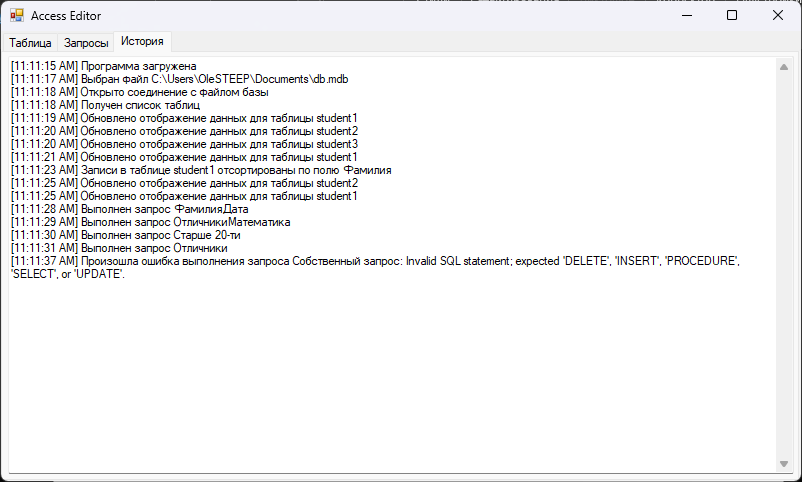 Access Editor
Таблица Запросы История
[11:11:15 AM] Программа загружена
[11:11:17 AM] Выбран файл C:\Users\OleSTEEP\Documents\db.mdb
[11:11:18 AM] Открыто соединение с файлом базы
[11:11:18 AM] Получен список таблиц
[11:11:19 AM] Обновлено отображение данных для таблицы student1
[11:11:20 AM] Обновлено отображение данных для таблицы student2
[11:11:20 AM] Обновлено отображение данных для таблицы student3
[11:11:21 AM] Обновлено отображение данных для таблицы student1
[11:11:23 AM] Записи в таблице student1 отсортированы по полю Фамилия
[11:11:25 AM] Обновлено отображение данных для таблицы student2
[11:11:25 AM] Обновлено отображение данных для таблицы student1
[11:11:28 AM] Выполнен запрос ФамилияДата
[11:11:29 AM] Выполнен запрос ОтличникиМатематика
[11:11:30 AM] Выполнен запрос Старше 20-ти
[11:11:31 AM] Выполнен запрос Отличники
[11:11:37 AM] Произошла ошибка выполнения запроса Собственный запрос: Invalid SQL statement; expected 'DELETE', 'INSERT', 'PROCEDURE',
'SELECT', or 'UPDATE'.